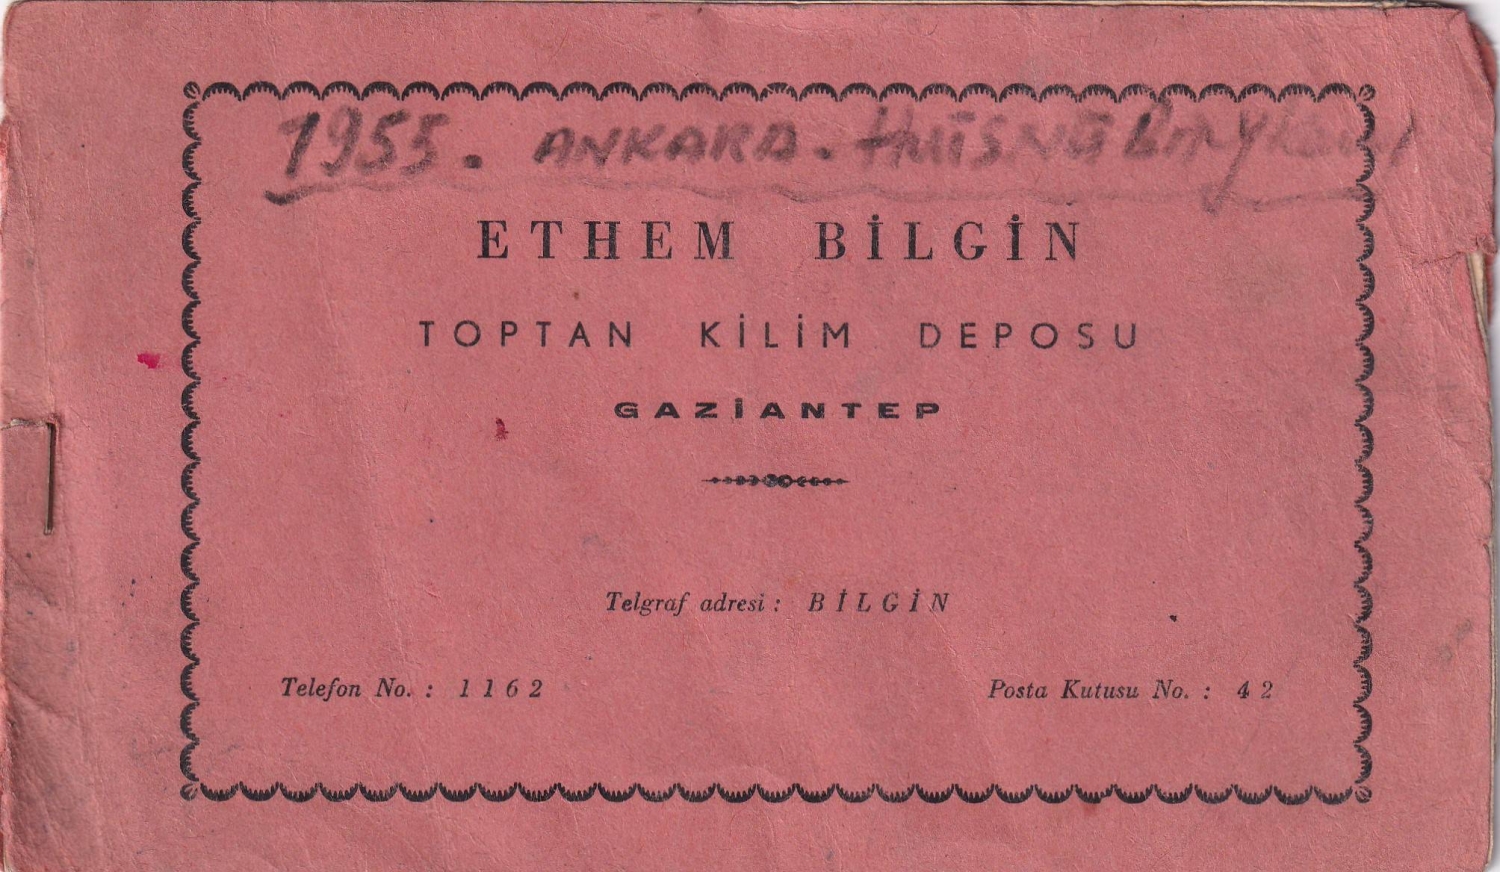 1955. ANKARA. HÜSNÜ
ETHEM BİLGİN
TOPTAN KİLİM DEPOSU
GAZİANTEP
Telgraf adresi : BİLGİN
Telefon No. : 1162
Posta Kutusu No. : 42